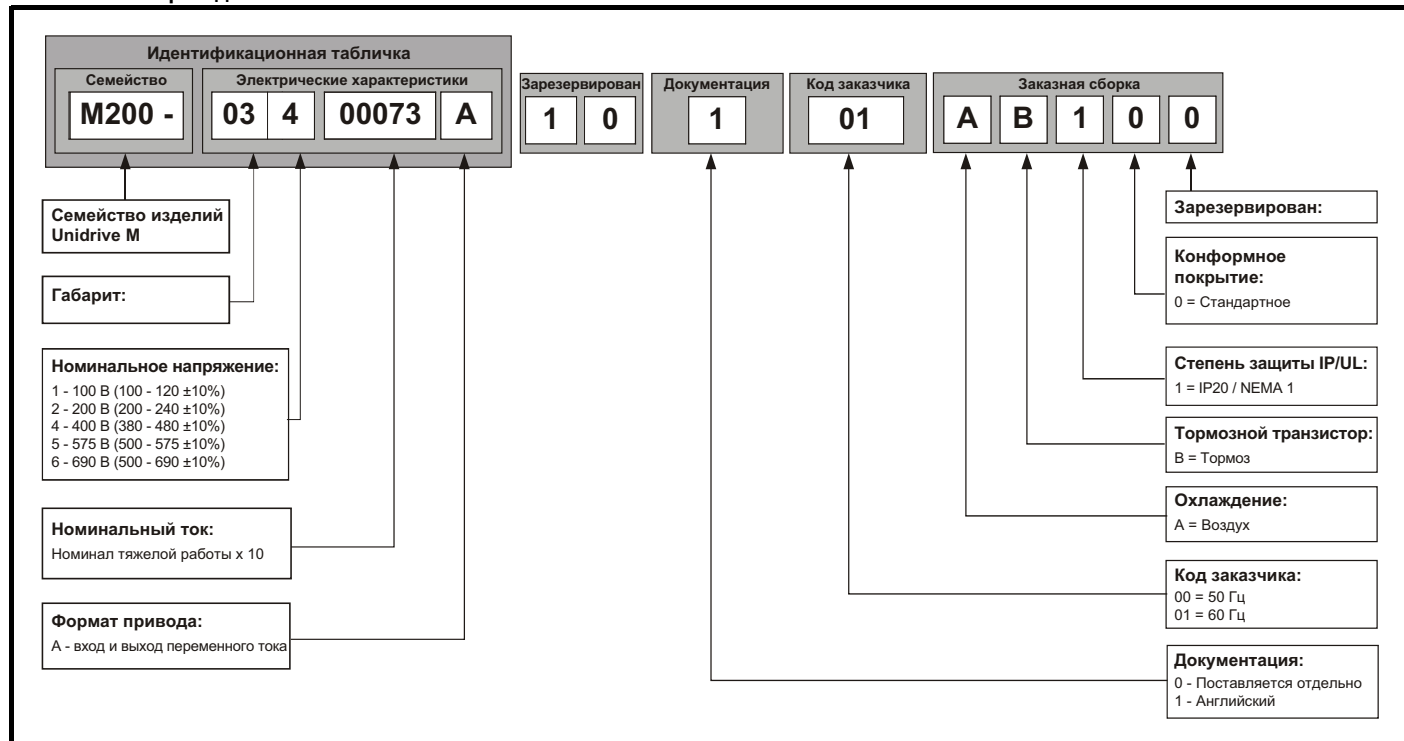 Идентификационная табличка
Семейство
Электрические характеристики
Зарезервирован
Документация
Код заказчика
Заказная сборка
M200 -
03 4 00073 A
1 0
1
01
A B 1 0 0
Семейство изделий
Unidrive M
Габарит:
Номинальное напряжение:
1 - 100 В (100 - 120 ±10%)
2 - 200 В (200 - 240 ±10%)
4 - 400 В (380 - 480 ±10%)
5 - 575 В (500 - 575 ±10%)
6 - 690 В (500 - 690 ±10%)
Номинальный ток:
Номинал тяжелой работы x 10
Формат привода:
A - вход и выход переменного тока
Зарезервирован:
Конформное
покрытие:
0 = Стандартное
Степень защиты IP/UL:
1 = IP20 / NEMA 1
Тормозной транзистор:
B = Тормоз
Охлаждение:
A = Воздух
Код заказчика:
00 = 50 Гц
01 = 60 Гц
Документация:
0 - Поставляется отдельно
1 - Английский